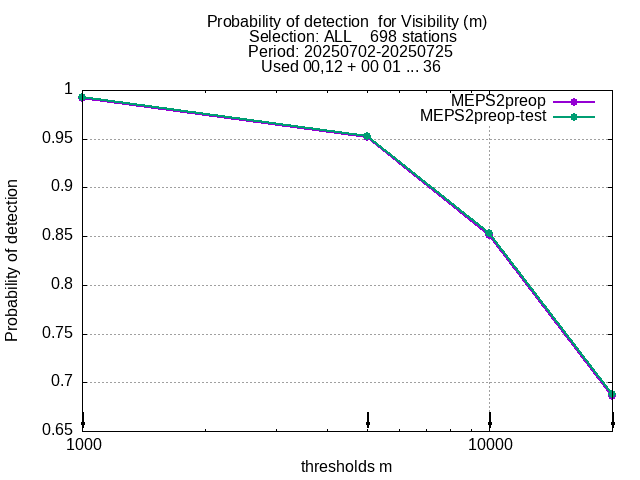 Probability of detection  for Visibility (m)
Selection: ALL    698 stations
Period: 20250702-20250725
Used 00,12 + 00 01 ... 36
MEPS2preop
MEPS2preop-test
Probability of detection
1
0.95
0.9
0.85
0.8
0.75
0.7
0.65
1000
10000
thresholds m